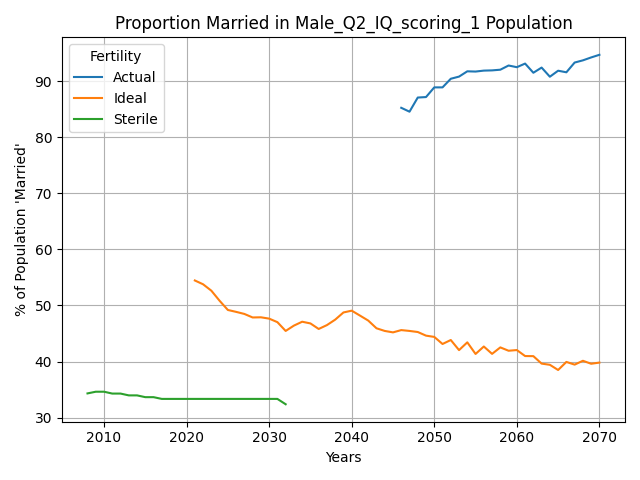 Proportion Married in Male_Q2_IQ_scoring_1 Population
Fertility
Actual
Ideal
Sterile
% of Population 'Married'
90
80
70
60
50
40
30
2010
2020
2030
2040
2050
2060
2070
Years